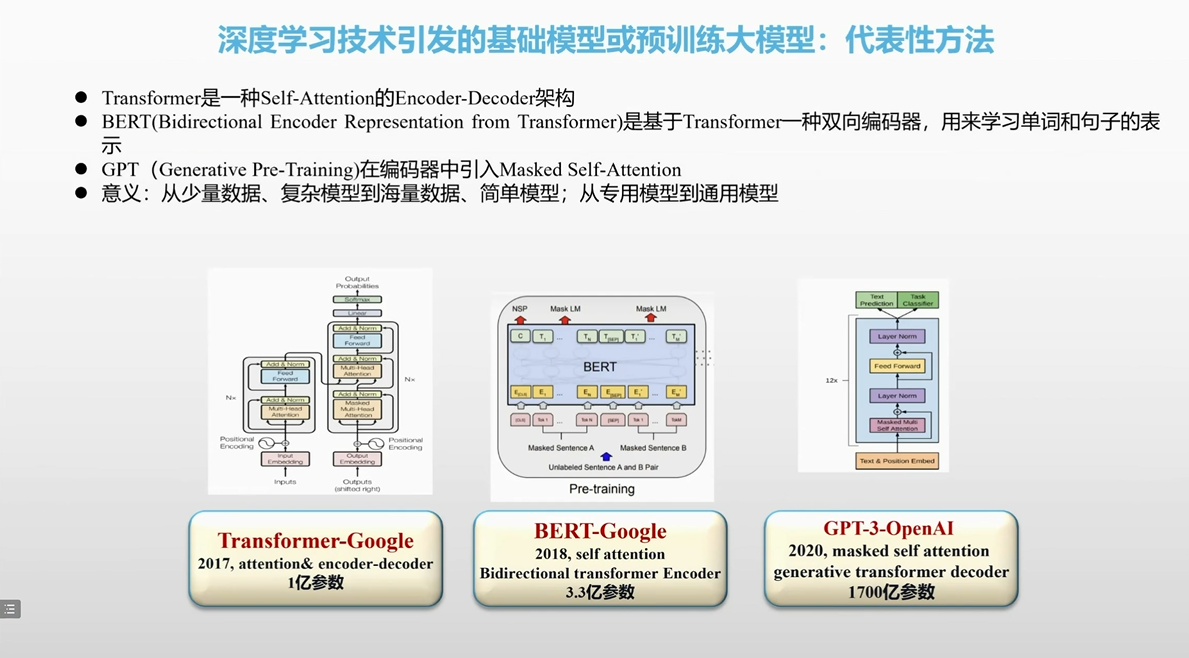 深度学习技术引发的基础模型或预训练大模型：代表性方法
● Transformer是一种Self-Attention的Encoder-Decoder架构
● BERT(Bidirectional Encoder Representation from Transformer)是基于Transformer一种双向编码器，用来学习单词和句子的表
示
● GPT（Generative Pre-Training)在编码器中引入Masked Self-Attention
● 意义：从少量数据、复杂模型到海量数据、简单模型；从专用模型到通用模型
Output
Probabilities
Softmax
Linear
Add & Norm
Feed
Forward
Add & Norm
Multi-Head
Attention
Add & Norm
Masked
Multi-Head
Attention
Nx
Output
Embedding
Positional
Encoding
Outputs
(shifted right)
Add & Norm
Feed
Forward
Add & Norm
Multi-Head
Attention
Nx
Positional
Encoding
Input
Embedding
Inputs
NSP Mask LM Mask LM
C T1 ... TN T[SEP] T1' ... TM'
BERT
E[CLS] E1 ... EN E[SEP] E1' ... EM'
[CLS] Tok 1 ... Tok N [SEP] Tok 1 ... TokM
Masked Sentence A Masked Sentence B
Unlabeled Sentence A and B Pair
Pre-training
Text
Prediction
Task
Classifier
Layer Norm
Feed Forward
12x
Layer Norm
Masked Multi
Self Attention
Text & Position Embed
Transformer-Google
2017, attention& encoder-decoder
1亿参数
BERT-Google
2018, self attention
Bidirectional transformer Encoder
3.3亿参数
GPT-3-OpenAI
2020, masked self attention
generative transformer decoder
1700亿参数